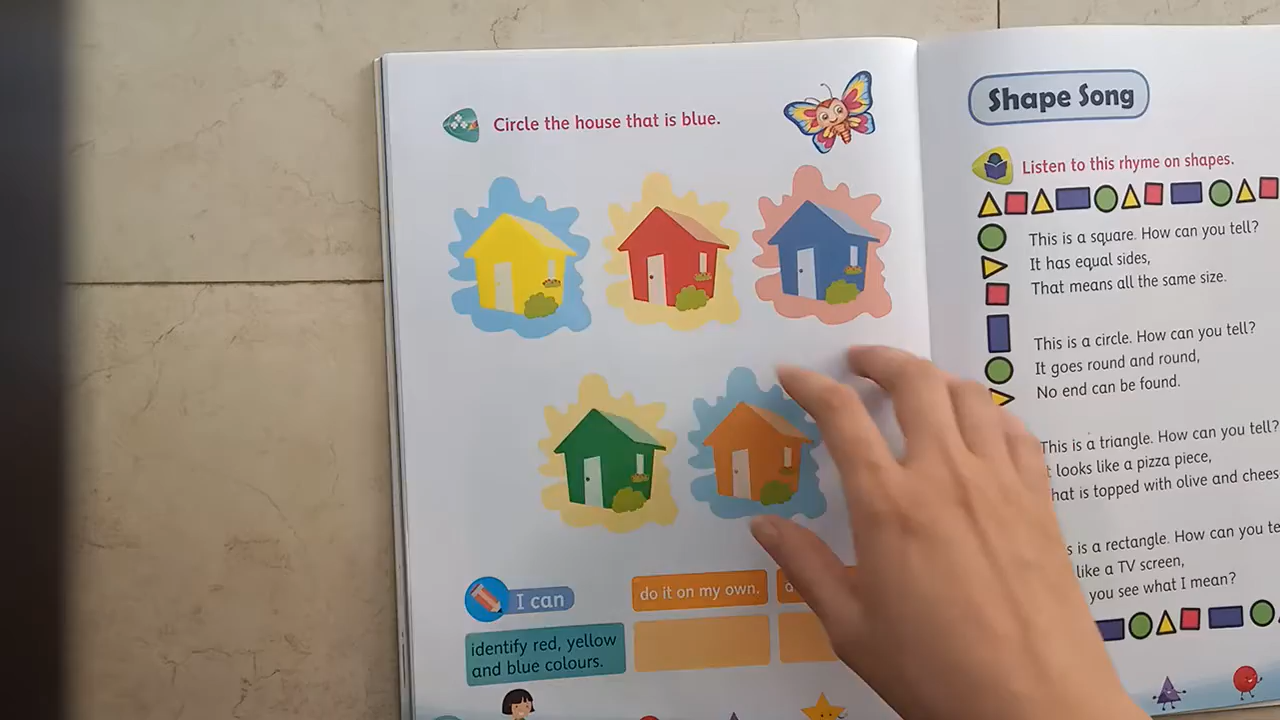 Circle the house that is blue.
I can
do it on my own.
identify red, yellow
and blue colours.
Shape Song
Listen to this rhyme on shapes.
This is a square. How can you tell?
It has equal sides,
That means all the same size.
This is a circle. How can you tell?
It goes round and round,
No end can be found.
This is a triangle. How can you tell?
looks like a pizza piece,
is topped with olive and
is a rectangle. How can you
like a TV screen,
you see what I mean?